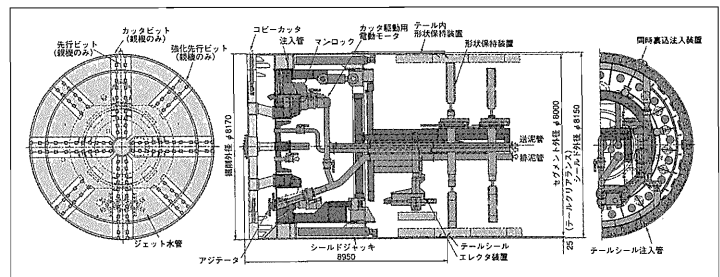 カッタビット
(親機のみ)
先行ビット
(親機のみ)
強化先行ビット
(親機のみ)
ジェット水管
コピーカッタ
注入管
マンロック
カッタ駆動用
電動モータ
テール内
形状保持装置
形状保持装置
同時裏込注入装置
掘削外径 φ8170
送泥管
排泥管
セグメント外径 φ8000
(テールクリアランス)
シールド外径 φ8150
25
アジテータ
シールドジャッキ
8950
テールシール
エレクタ装置
テールシール注入管